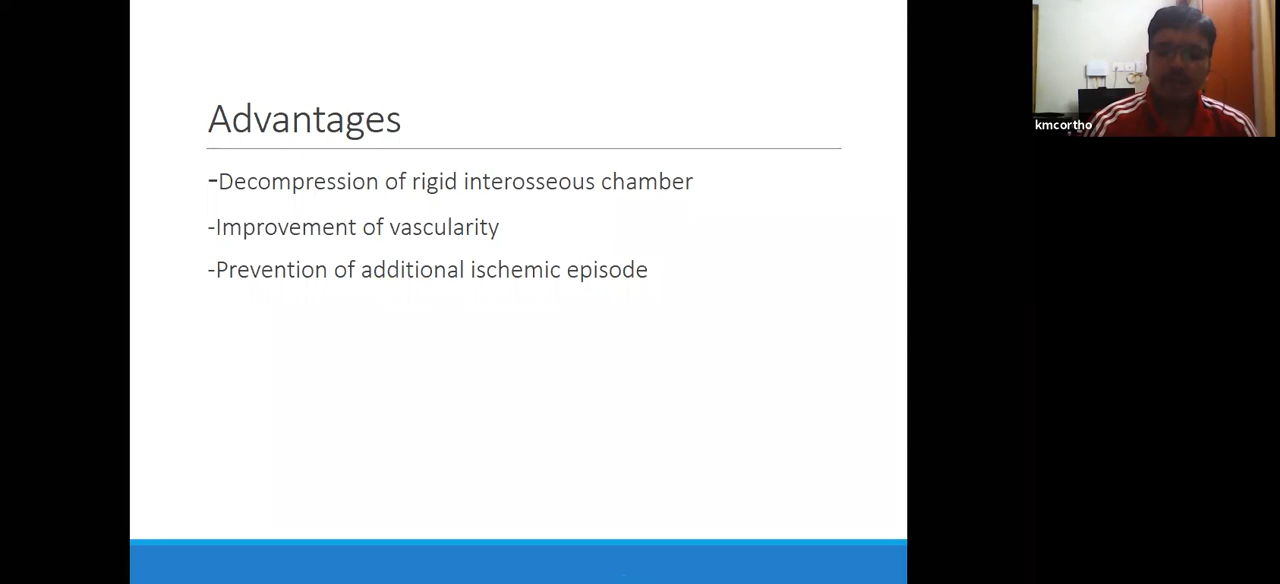 Advantages
-Decompression of rigid interosseous chamber
-Improvement of vascularity
-Prevention of additional ischemic episode
kmcortho